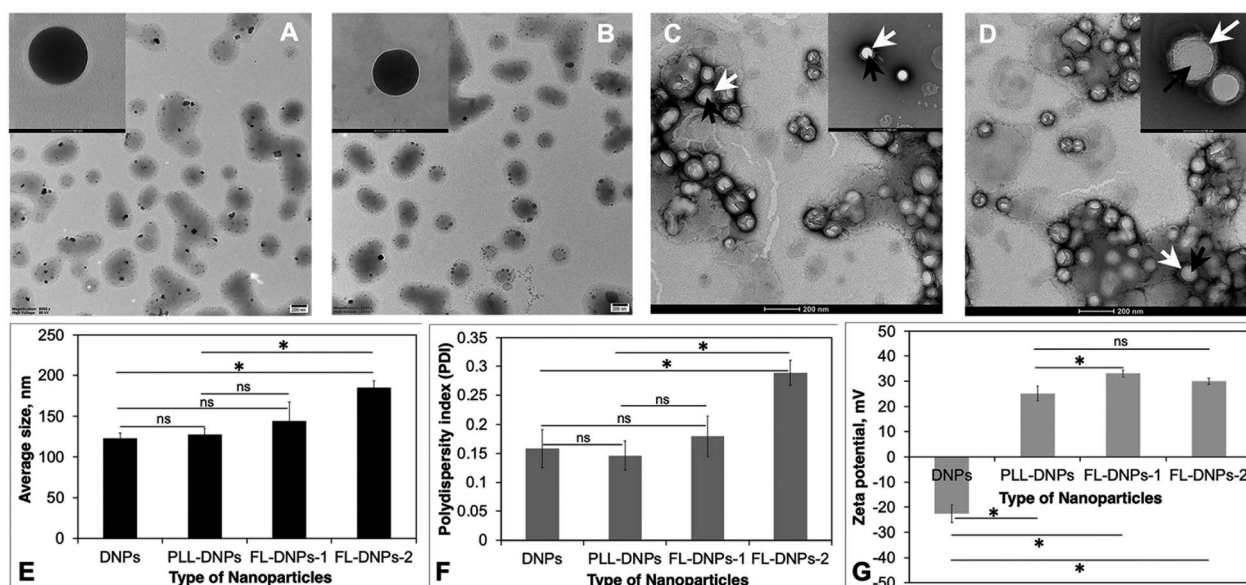 A
B
C
D
200 nm
200 nm
200 nm
200 nm
Average size, nm
250
200
150
100
50
0
*
*
ns
ns
ns
DNPs
PLL-DNPs
FL-DNPs-1
FL-DNPs-2
Type of Nanoparticles
E
Polydispersity index (PDI)
0.35
0.3
0.25
0.2
0.15
0.1
0.05
0
*
*
ns
ns
ns
DNPs
PLL-DNPs
FL-DNPs-1
FL-DNPs-2
Type of Nanoparticles
F
Zeta potential, mV
50
40
30
20
10
0
-10
-20
-30
-40
-50
ns
*
DNPs
PLL-DNPs
FL-DNPs-1
FL-DNPs-2
Type of Nanoparticles
*
*
*
G